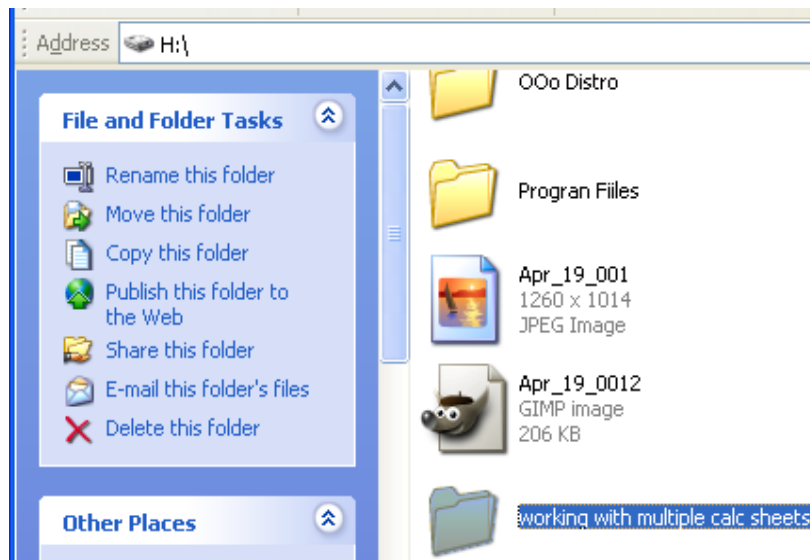 Address H:\
File and Folder Tasks
Rename this folder
Move this folder
Copy this folder
Publish this folder to
the Web
Share this folder
E-mail this folder's files
Delete this folder
Other Places
OOo Distro
Progran Fiiles
Apr_19_001
1260 x 1014
JPEG Image
Apr_19_0012
GIMP image
206 KB
working with multiple calc sheets